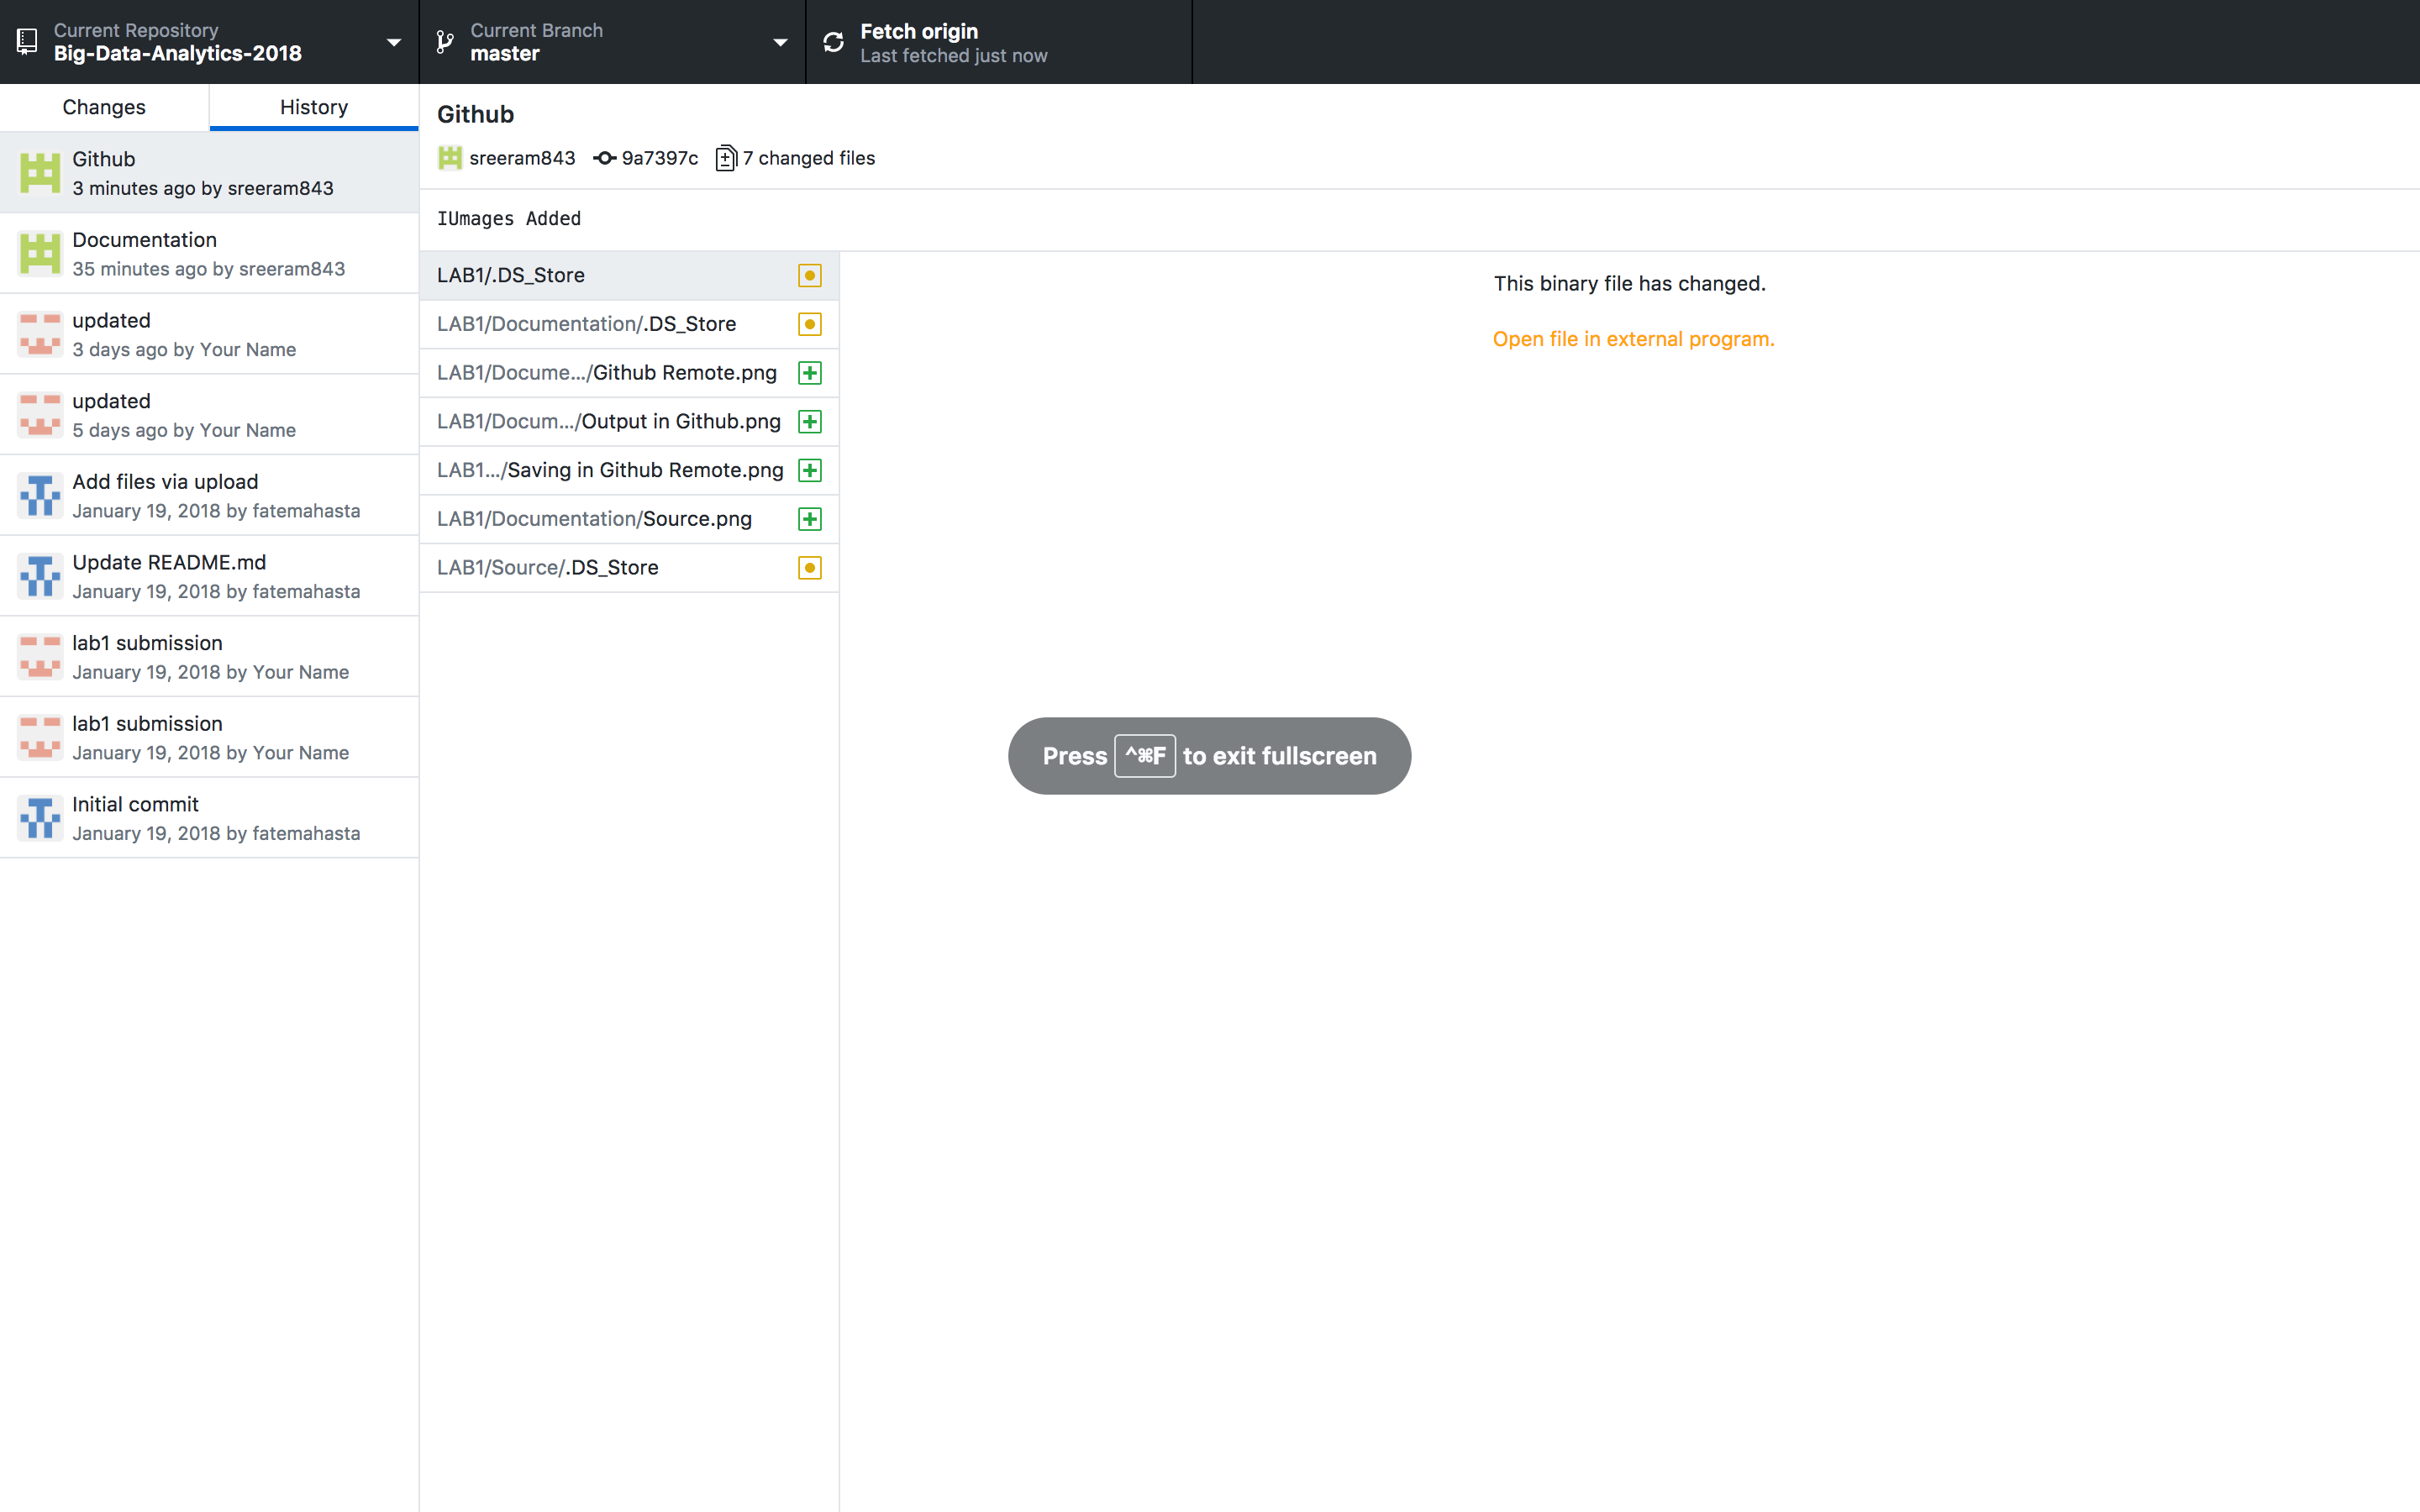 Current Repository
Big-Data-Analytics-2018
Current Branch
master
Fetch origin
Last fetched just now
Changes
History
Github
3 minutes ago by sreeram843
Documentation
35 minutes ago by sreeram843
updated
3 days ago by Your Name
updated
5 days ago by Your Name
Add files via upload
January 19, 2018 by fatemahasta
Update README.md
January 19, 2018 by fatemahasta
lab1 submission
January 19, 2018 by Your Name
lab1 submission
January 19, 2018 by Your Name
Initial commit
January 19, 2018 by fatemahasta
Github
sreeram843 9a7397c 7 changed files
IUmages Added
LAB1/.DS_Store
LAB1/Documentation/.DS_Store
LAB1/Docume.../Github Remote.png
LAB1/Docum.../Output in Github.png
LAB1.../Saving in Github Remote.png
LAB1/Documentation/Source.png
LAB1/Source/.DS_Store
This binary file has changed.
Open file in external program.
Press ^⌘F to exit fullscreen